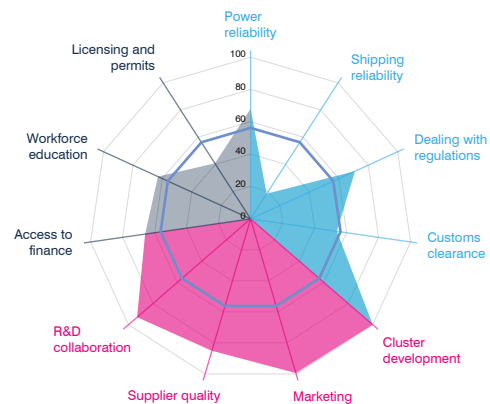 Power
reliability
Shipping
reliability
Dealing with
regulations
Customs
clearance
Cluster
development
Marketing
Supplier quality
R&D
collaboration
Access to
finance
Workforce
education
Licensing and
permits
100
80
60
40
20
0